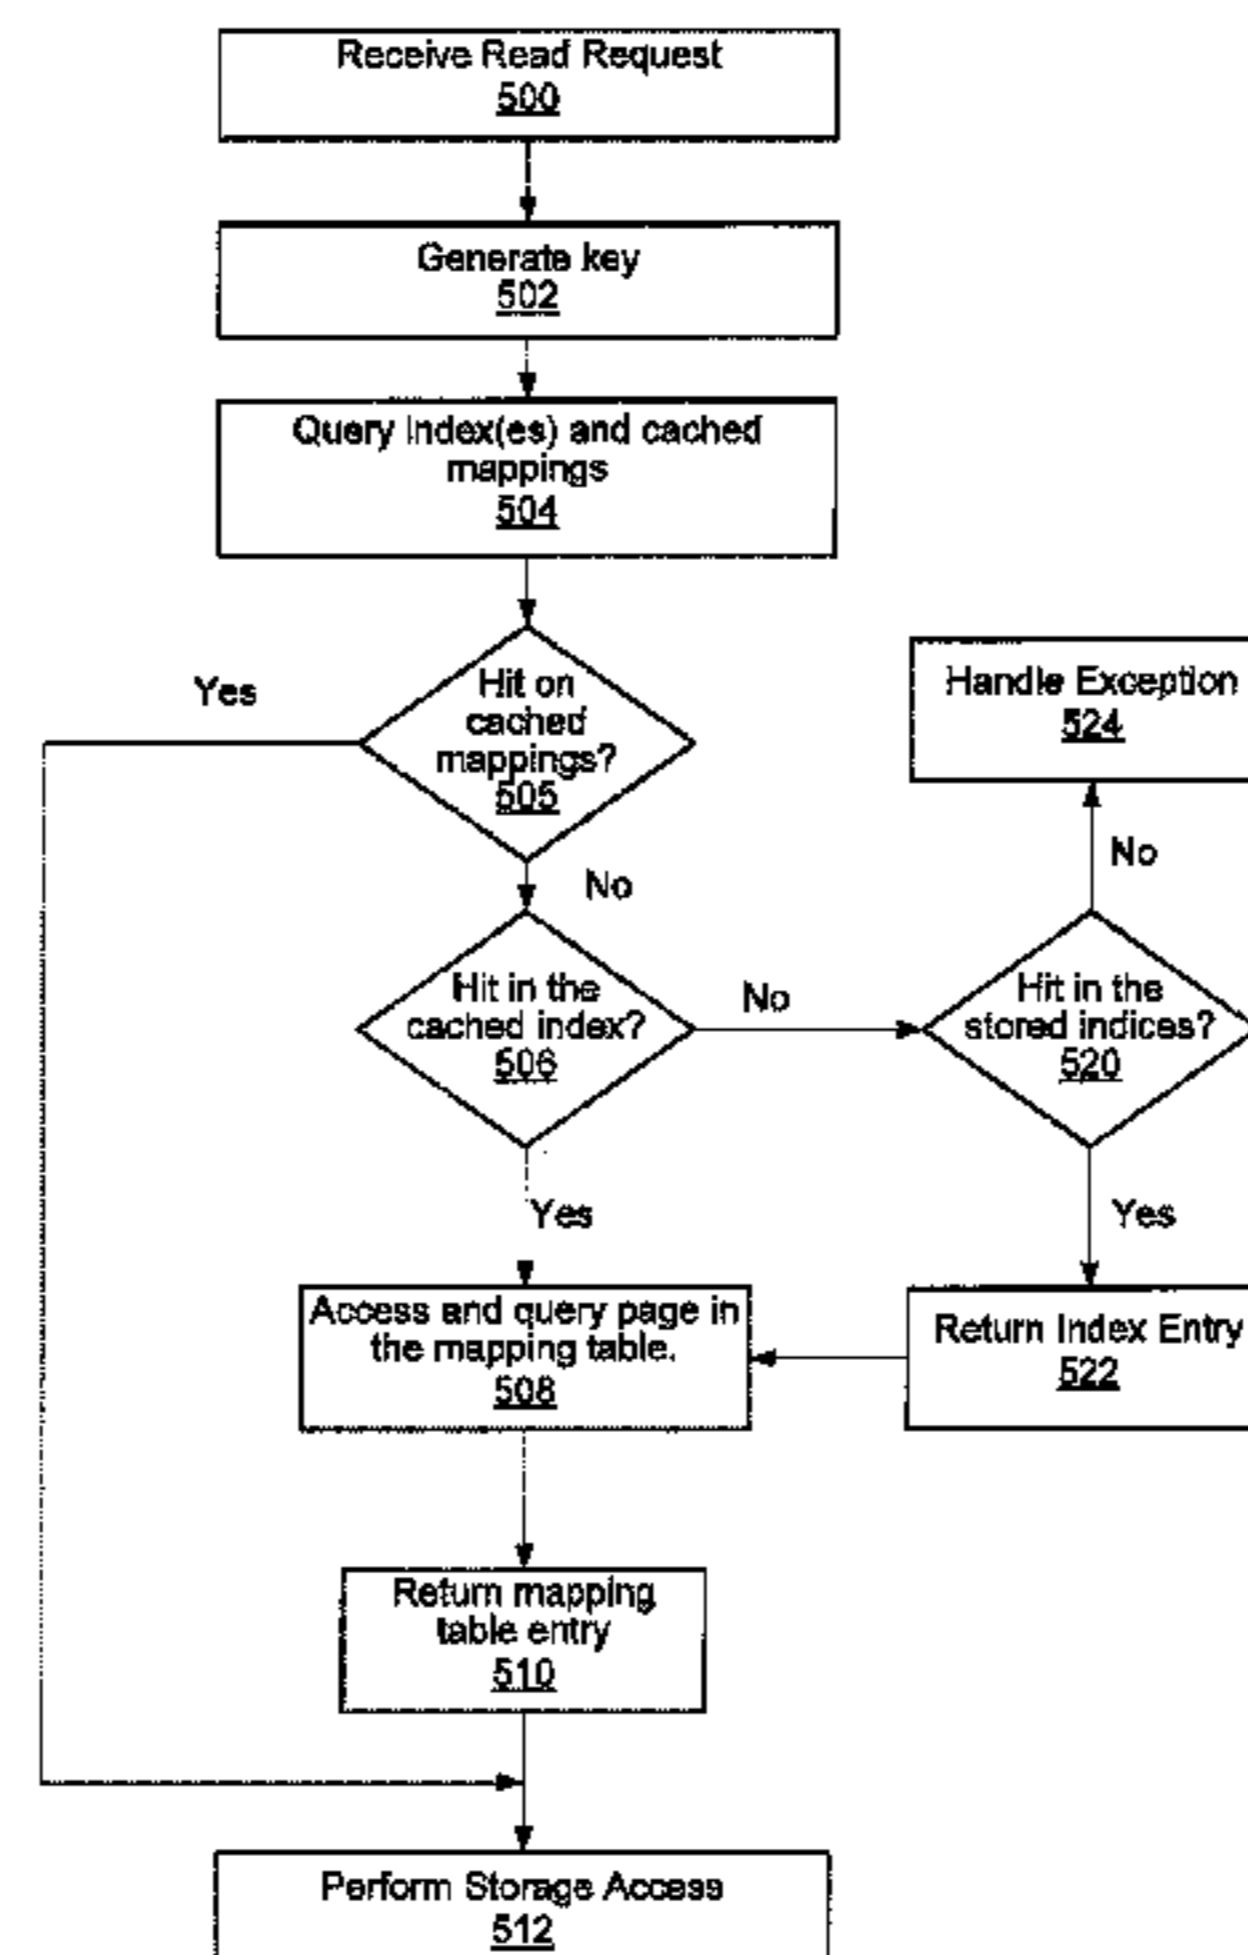 Receive Read Request
500
Generate key
502
Query Index(es) and cached
mappings
504
Yes
Hit on
cached
mappings?
505
Handle Exception
524
No
No
Hit in the
cached index?
506
No
Hit in the
stored indices?
520
Yes
Yes
Access and query page in
the mapping table.
508
Return Index Entry
522
Return mapping
table entry
510
Perform Storage Access
512